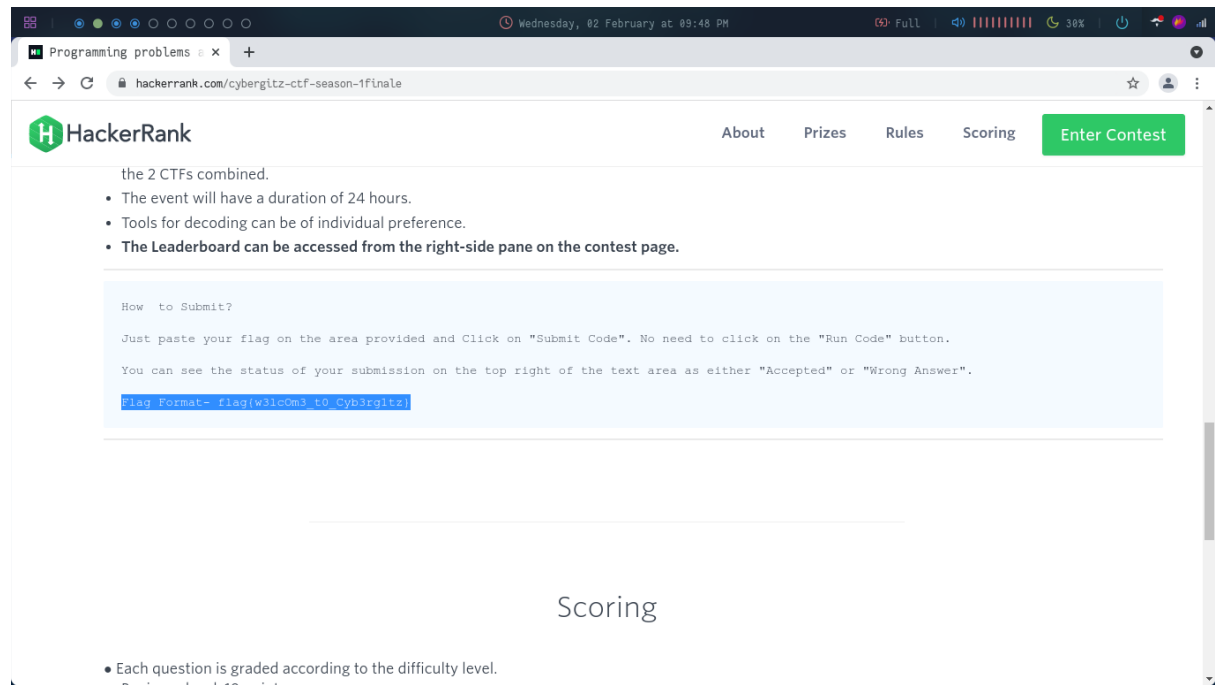 Wednesday, 02 February at 09:48 PM
Full
30%
Programming problems a
hackerrank.com/cybergitz-ctf-season-1finale
H HackerRank
About Prizes Rules Scoring Enter Contest
the 2 CTFs combined.
• The event will have a duration of 24 hours.
• Tools for decoding can be of individual preference.
• The Leaderboard can be accessed from the right-side pane on the contest page.
How to Submit?
Just paste your flag on the area provided and Click on "Submit Code". No need to click on the "Run Code" button.
You can see the status of your submission on the top right of the text area as either "Accepted" or "Wrong Answer".
Flag Format- flag{w3lcOm3_t0_Cyb3rg1tz}
Scoring
• Each question is graded according to the difficulty level.